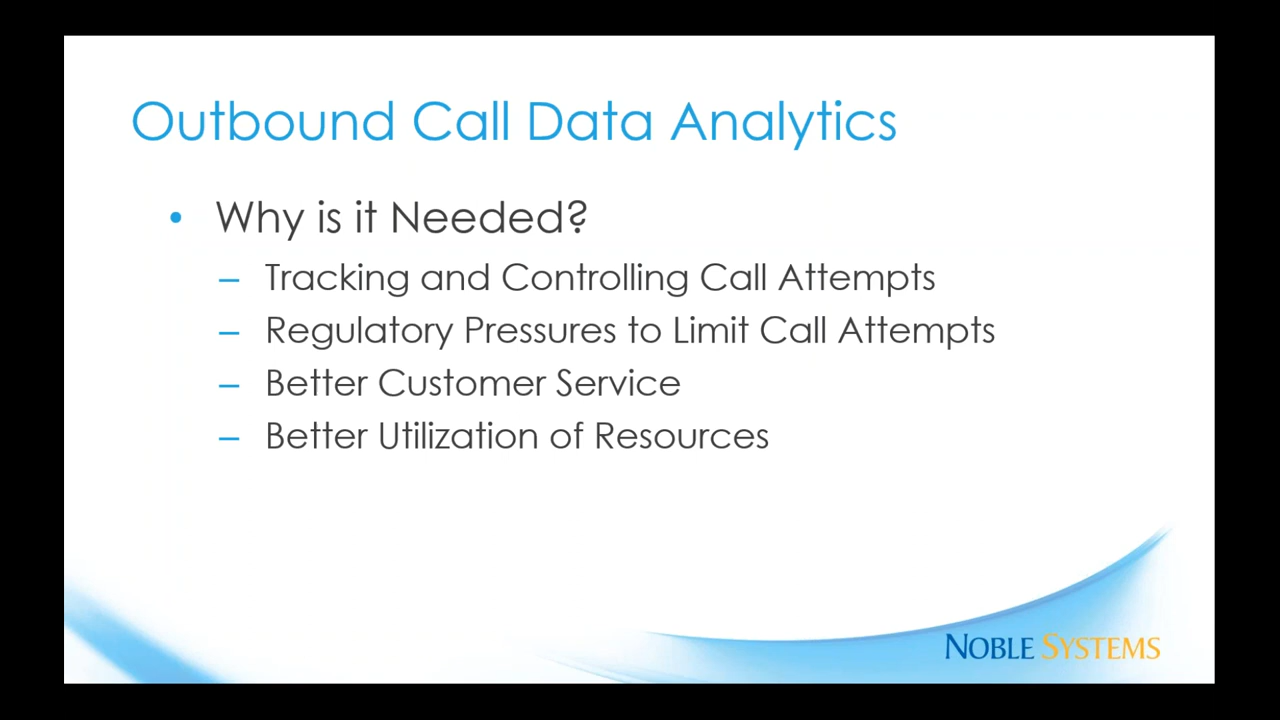 Outbound Call Data Analytics
• Why is it Needed?
– Tracking and Controlling Call Attempts
– Regulatory Pressures to Limit Call Attempts
– Better Customer Service
– Better Utilization of Resources
NOBLE SYSTEMS